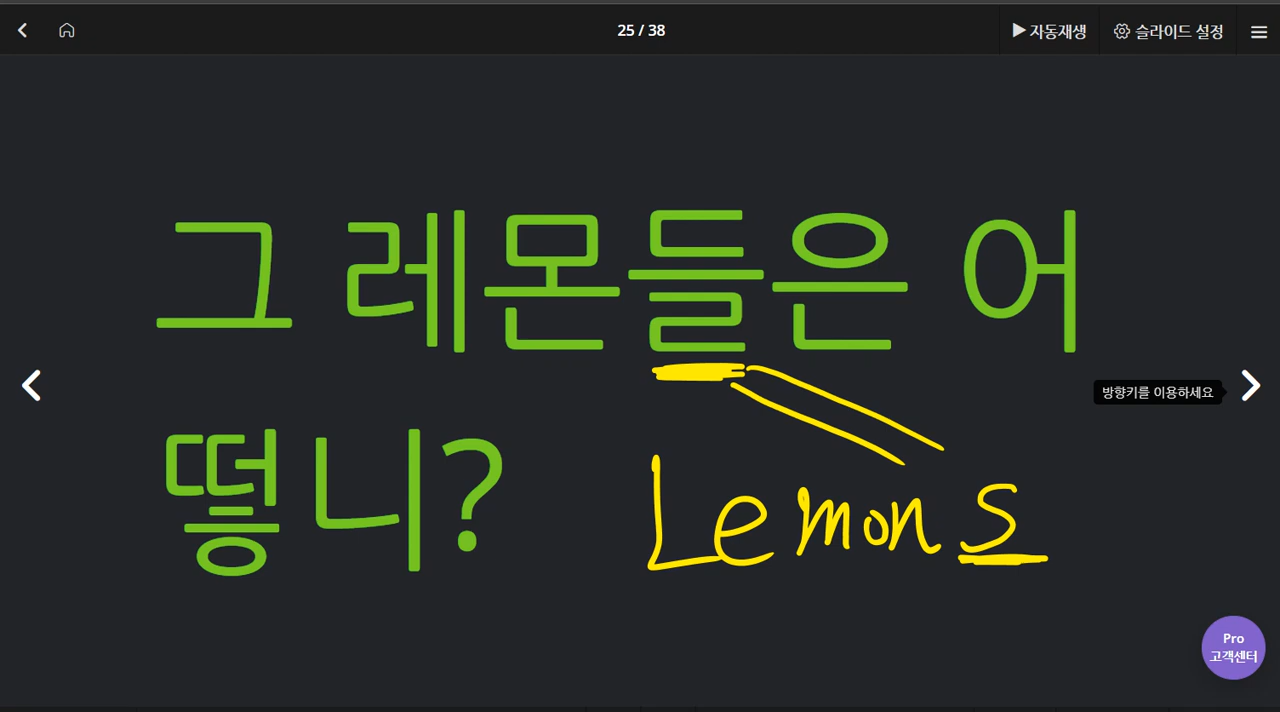 25 / 38
자동재생
슬라이드 설정
그 레몬들은 어
떻니?
Lemons
방향키를 이용하세요
Pro
고객센터